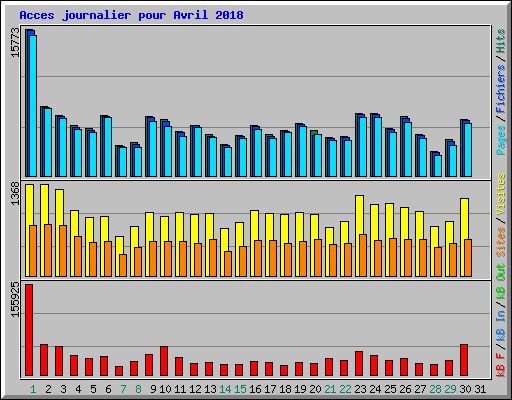 Acces journalier pour Avril 2018
15773
1368
155925
Pages / Fichiers / Hits
Sites / Visites
kB F / kB In / kB Out
1 2 3 4 5 6 7 8 9 10 11 12 13 14 15 16 17 18 19 20 21 22 23 24 25 26 27 28 29 30 31